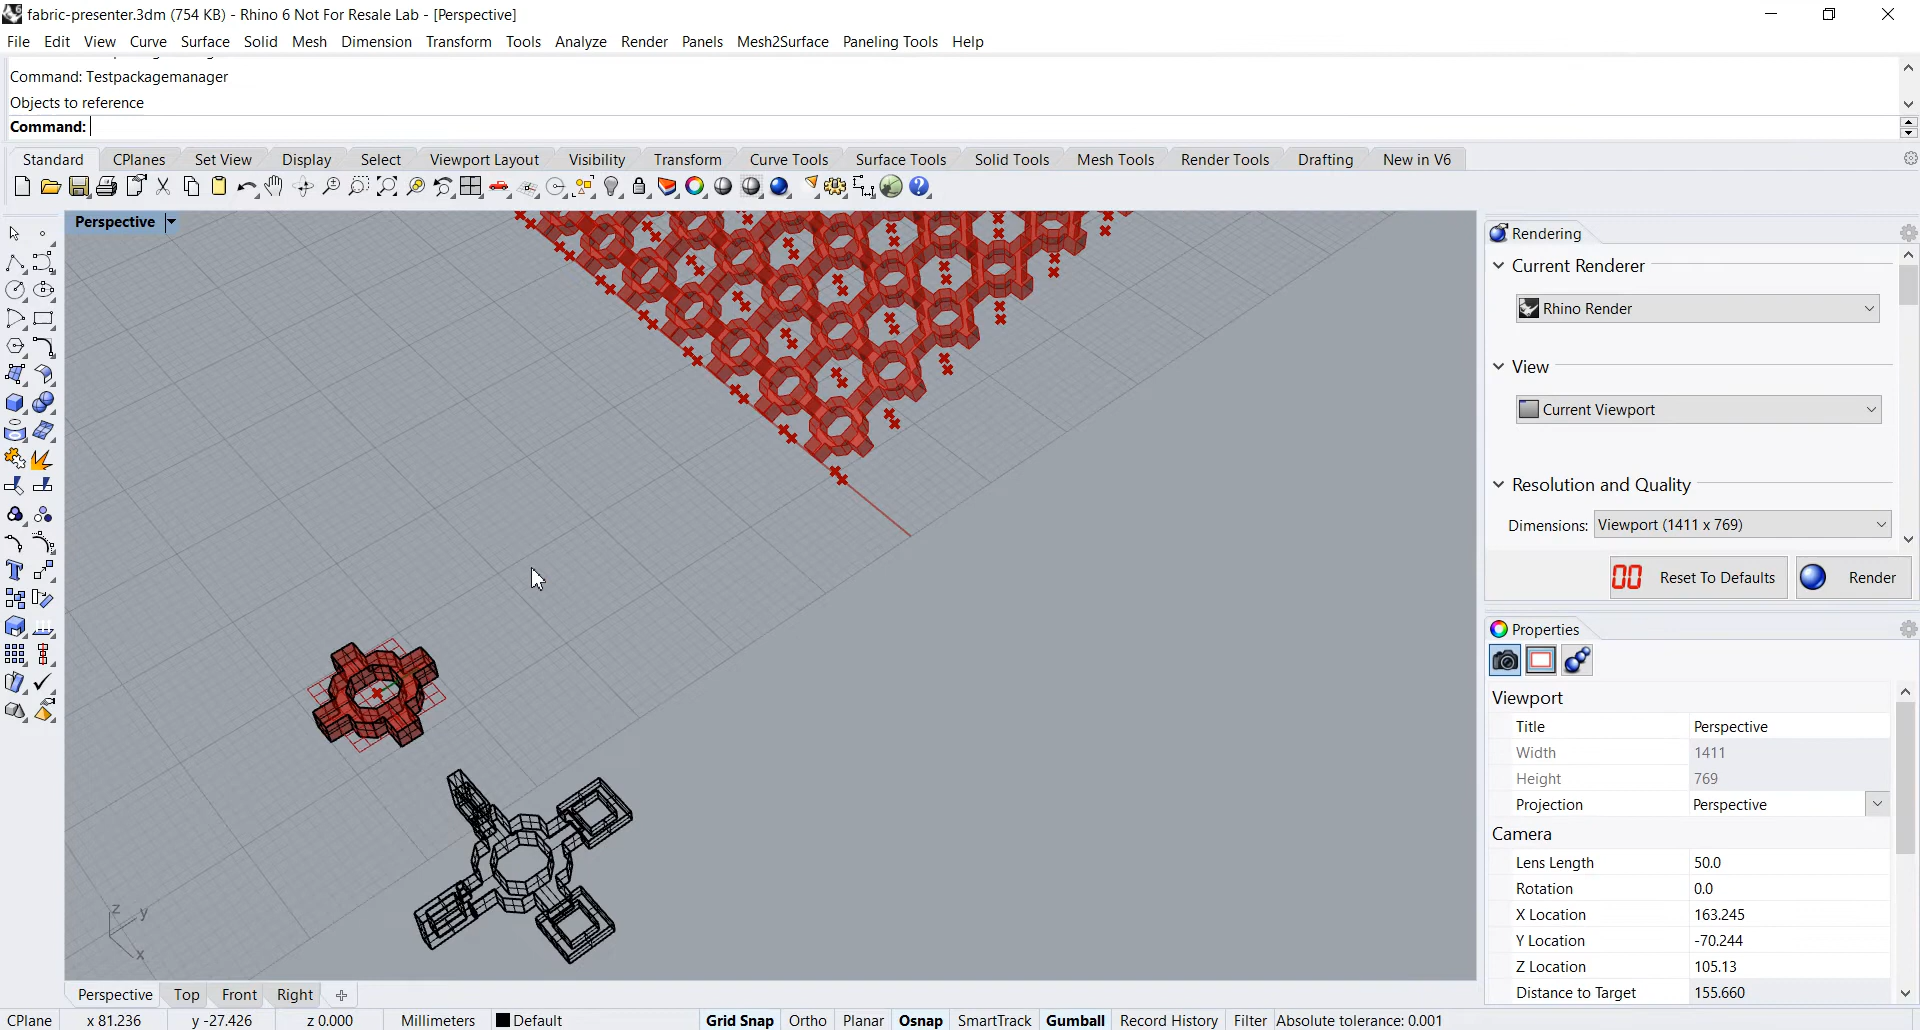 fabric-presenter.3dm (754 KB) - Rhino 6 Not For Resale Lab - [Perspective]
File Edit View Curve Surface Solid Mesh Dimension Transform Tools Analyze Render Panels Mesh2Surface Paneling Tools Help
Command: Testpackagemanager
Objects to reference
Command:
Standard CPlanes Set View Display Select Viewport Layout Visibility Transform Curve Tools Surface Tools Solid Tools Mesh Tools Render Tools Drafting New in V6
Perspective
Rendering
Current Renderer
Rhino Render
View
Current Viewport
Resolution and Quality
Dimensions: Viewport (1411 x 769)
00 Reset To Defaults Render
Properties
Viewport
Title Perspective
Width 1411
Height 769
Projection Perspective
Camera
Lens Length 50.0
Rotation 0.0
X Location 163.245
Y Location -70.244
Z Location 105.13
Distance to Target 155.660
z y
x
Perspective Top Front Right
CPlane x 81.236 y -27.426 z 0.000 Millimeters Default Grid Snap Ortho Planar Osnap SmartTrack Gumball Record History Filter Absolute tolerance: 0.001